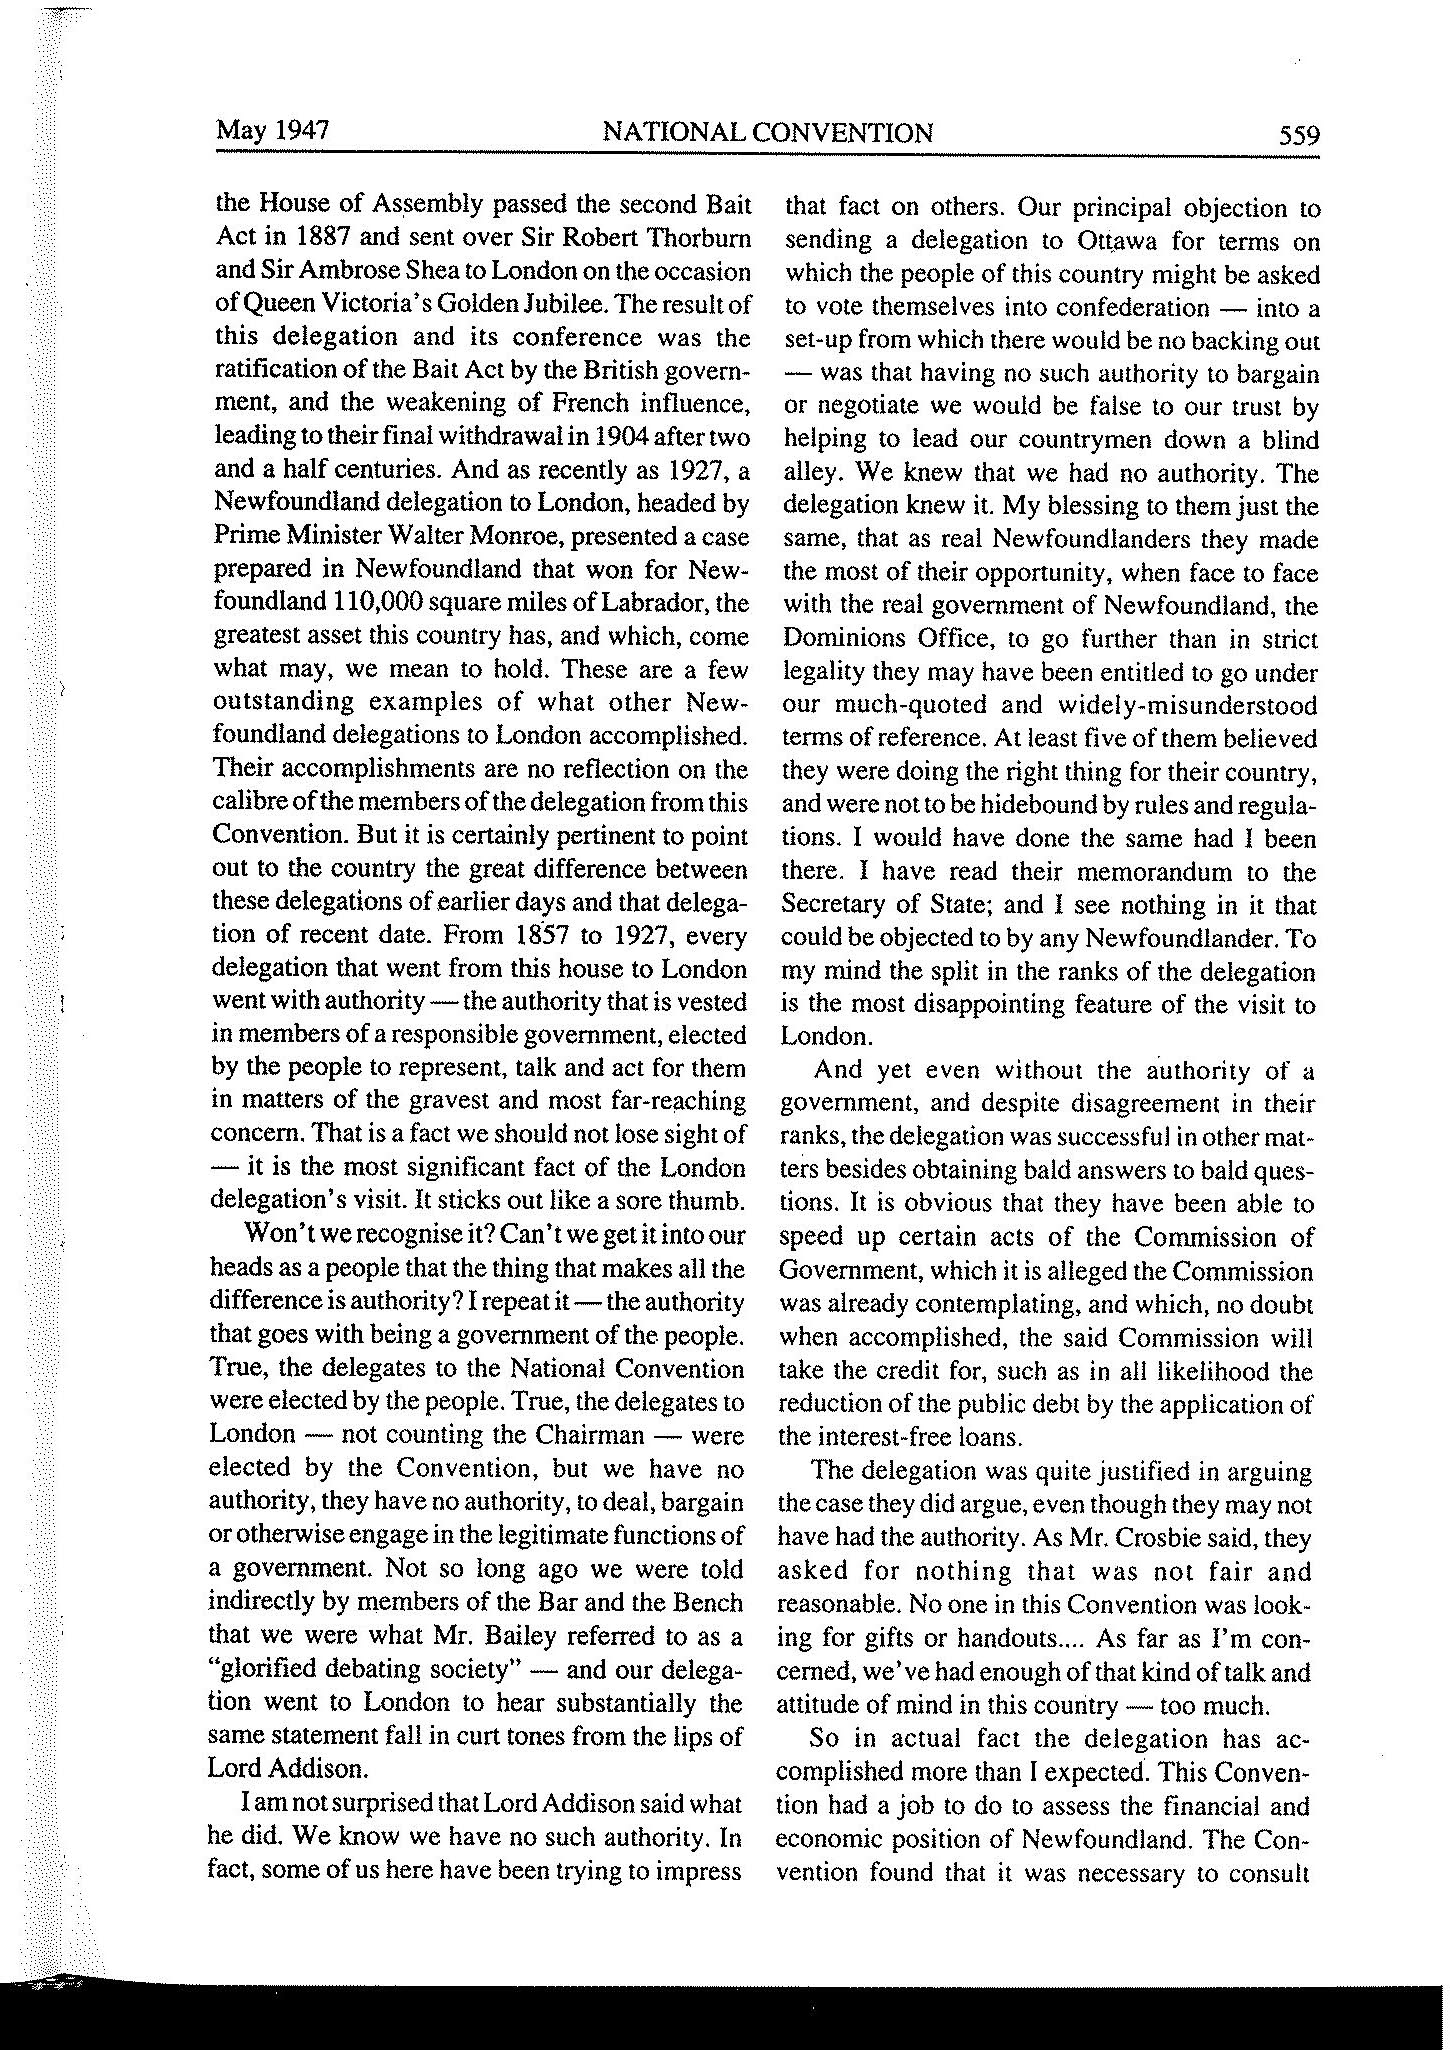 May 1947 NATIONAL CONVENTION 559
the House of Assembly passed the second Bait
Act in 1887 and sent over Sir Robert Thorburn
and Sir Ambrose Shea to London on the occasion
of Queen Victoria's Golden Jubilee. The result of
this delegation and its conference was the
ratification of the Bait Act by the British govern-
ment, and the weakening of French influence,
leading to their final withdrawal in 1904 after two
and a half centuries. And as recently as 1927, a
Newfoundland delegation to London, headed by
Prime Minister Walter Monroe, presented a case
prepared in Newfoundland that won for New-
foundland 110,000 square miles of Labrador, the
greatest asset this country has, and which, come
what may, we mean to hold. These are a few
outstanding examples of what other New-
foundland delegations to London accomplished.
Their accomplishments are no reflection on the
calibre of the members of the delegation from this
Convention. But it is certainly pertinent to point
out to the country the great difference between
these delegations of earlier days and that delega-
tion of recent date. From 1857 to 1927, every
delegation that went from this house to London
went with authority — the authority that is vested
in members of a responsible government, elected
by the people to represent, talk and act for them
in matters of the gravest and most far-reaching
concern. That is a fact we should not lose sight of
— it is the most significant fact of the London
delegation's visit. It sticks out like a sore thumb.
Won't we recognise it? Can't we get it into our
heads as a people that the thing that makes all the
difference is authority? I repeat it — the authority
that goes with being a government of the people.
True, the delegates to the National Convention
were elected by the people. True, the delegates to
London — not counting the Chairman — were
elected by the Convention, but we have no
authority, they have no authority, to deal, bargain
or otherwise engage in the legitimate functions of
a government. Not so long ago we were told
indirectly by members of the Bar and the Bench
that we were what Mr. Bailey referred to as a
"glorified debating society" — and our delega-
tion went to London to hear substantially the
same statement fall in curt tones from the lips of
Lord Addison.
I am not surprised that Lord Addison said what
he did. We know we have no such authority. In
fact, some of us here have been trying to impress
that fact on others. Our principal objection to
sending a delegation to Ottawa for terms on
which the people of this country might be asked
to vote themselves into confederation — into a
set-up from which there would be no backing out
— was that having no such authority to bargain
or negotiate we would be false to our trust by
helping to lead our countrymen down a blind
alley. We knew that we had no authority. The
delegation knew it. My blessing to them just the
same, that as real Newfoundlanders they made
the most of their opportunity, when face to face
with the real government of Newfoundland, the
Dominions Office, to go further than in strict
legality they may have been entitled to go under
our much-quoted and widely-misunderstood
terms of reference. At least five of them believed
they were doing the right thing for their country,
and were not to be hidebound by rules and regula-
tions. I would have done the same had I been
there. I have read their memorandum to the
Secretary of State; and I see nothing in it that
could be objected to by any Newfoundlander. To
my mind the split in the ranks of the delegation
is the most disappointing feature of the visit to
London.
And yet even without the authority of a
government, and despite disagreement in their
ranks, the delegation was successful in other mat-
ters besides obtaining bald answers to bald ques-
tions. It is obvious that they have been able to
speed up certain acts of the Commission of
Government, which it is alleged the Commission
was already contemplating, and which, no doubt
when accomplished, the said Commission will
take the credit for, such as in all likelihood the
reduction of the public debt by the application of
the interest-free loans.
The delegation was quite justified in arguing
the case they did argue, even though they may not
have had the authority. As Mr. Crosbie said, they
asked for nothing that was not fair and
reasonable. No one in this Convention was look-
ing for gifts or handouts.... As far as I'm con-
cerned, we've had enough of that kind of talk and
attitude of mind in this country — too much.
So in actual fact the delegation has ac-
complished more than I expected. This Conven-
tion had a job to do to assess the financial and
economic position of Newfoundland. The Con-
vention found that it was necessary to consult